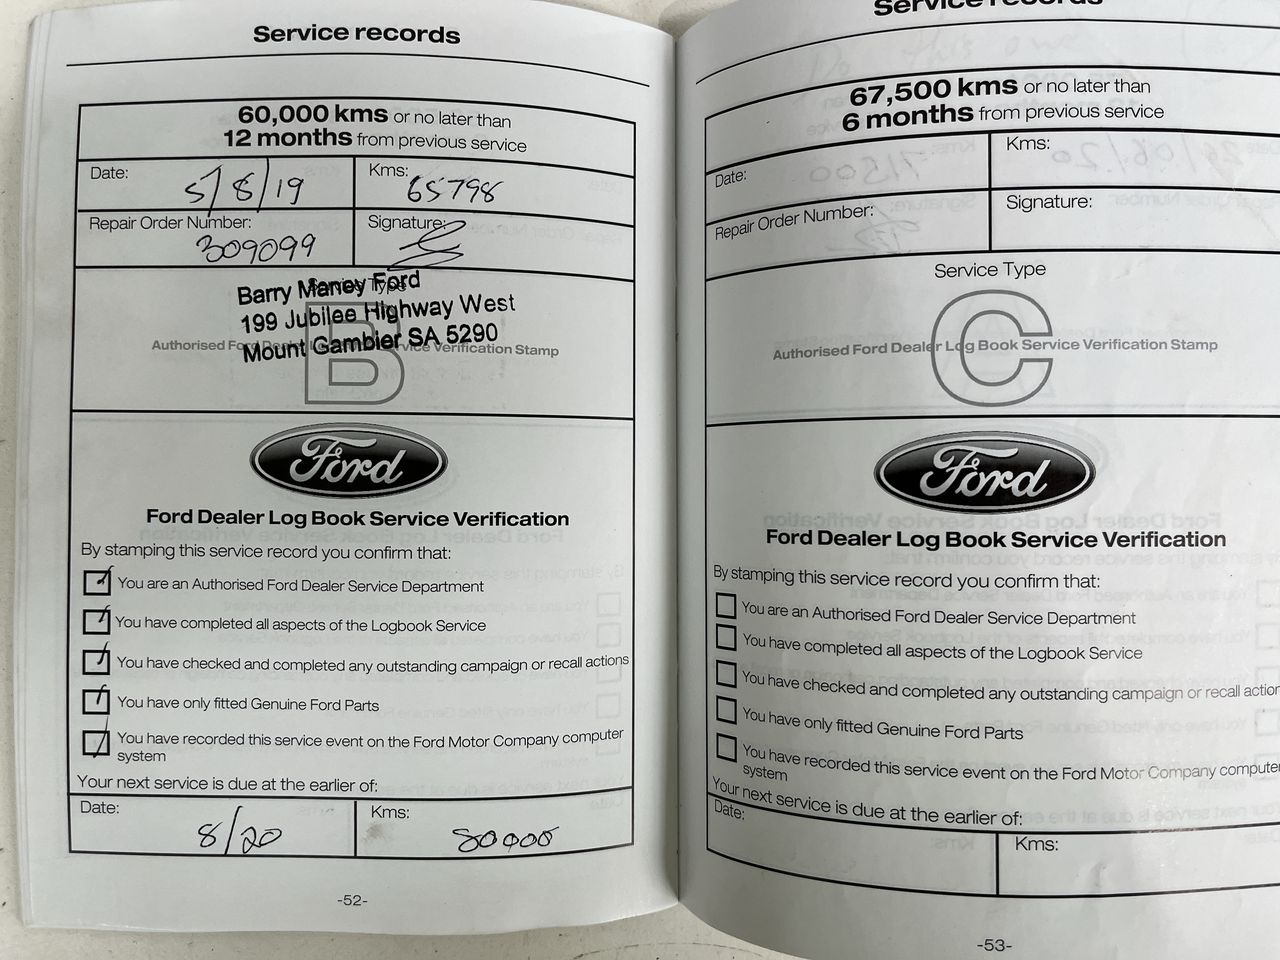 Service records
60,000 kms or no later than
12 months from previous service
Date: 5/8/19
Kms: 65798
Repair Order Number: 309099
Signature:
Service Type
B
Barry Maney Ford
199 Jubilee Highway West
Mount Gambier SA 5290
Authorised Ford Dealer Log Book Service Verification Stamp
Ford
Ford Dealer Log Book Service Verification
By stamping this service record you confirm that:
You are an Authorised Ford Dealer Service Department
You have completed all aspects of the Logbook Service
You have checked and completed any outstanding campaign or recall actions
You have only fitted Genuine Ford Parts
You have recorded this service event on the Ford Motor Company computer
system
Your next service is due at the earlier of:
Date: 8/20
Kms: 80000
-52-
Service records
67,500 kms or no later than
6 months from previous service
Date:
Kms:
Repair Order Number:
Signature:
Service Type
C
Authorised Ford Dealer Log Book Service Verification Stamp
Ford
Ford Dealer Log Book Service Verification
By stamping this service record you confirm that:
You are an Authorised Ford Dealer Service Department
You have completed all aspects of the Logbook Service
You have checked and completed any outstanding campaign or recall action
You have only fitted Genuine Ford Parts
You have recorded this service event on the Ford Motor Company computer
system
Your next service is due at the earlier of:
Date:
Kms:
-53-